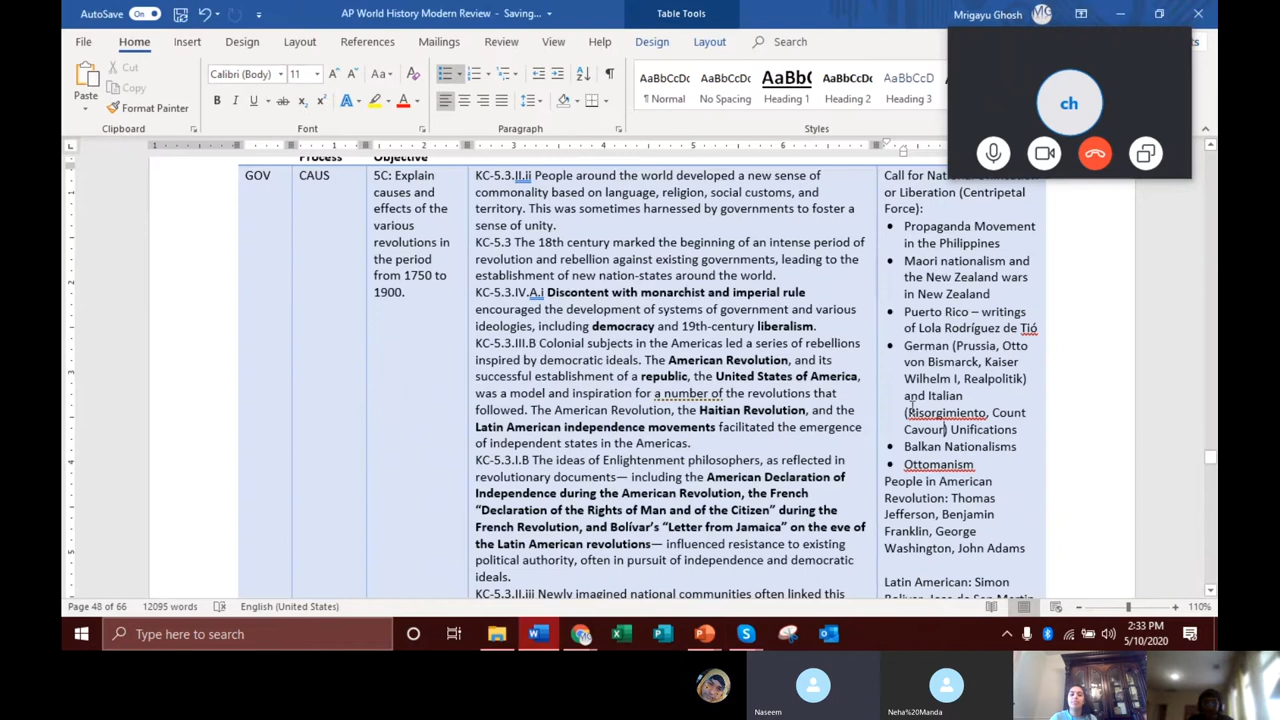 AutoSave On AP World History Modern Review - Saving... Table Tools Mrigayu Ghosh MG
File Home Insert Design Layout References Mailings Review View Help Design Layout Search
ch
Paste Cut Copy Format Painter
Calibri (Body) 11
AaBbCcDc AaBbCcDc AaBbC AaBbCcDc AaBbCcD
¶ Normal No Spacing Heading 1 Heading 2 Heading 3
Clipboard Font Paragraph Styles
Process Objective
GOV CAUS
5C: Explain
causes and
effects of the
various
revolutions in
the period
from 1750 to
1900.
KC-5.3.II.ii People around the world developed a new sense of
commonality based on language, religion, social customs, and
territory. This was sometimes harnessed by governments to foster a
sense of unity.
KC-5.3 The 18th century marked the beginning of an intense period of
revolution and rebellion against existing governments, leading to the
establishment of new nation-states around the world.
KC-5.3.IV.A.i Discontent with monarchist and imperial rule
encouraged the development of systems of government and various
ideologies, including democracy and 19th-century liberalism.
KC-5.3.III.B Colonial subjects in the Americas led a series of rebellions
inspired by democratic ideals. The American Revolution, and its
successful establishment of a republic, the United States of America,
was a model and inspiration for a number of the revolutions that
followed. The American Revolution, the Haitian Revolution, and the
Latin American independence movements facilitated the emergence
of independent states in the Americas.
KC-5.3.I.B The ideas of Enlightenment philosophers, as reflected in
revolutionary documents— including the American Declaration of
Independence during the American Revolution, the French
“Declaration of the Rights of Man and of the Citizen” during the
French Revolution, and Bolívar’s “Letter from Jamaica” on the eve of
the Latin American revolutions— influenced resistance to existing
political authority, often in pursuit of independence and democratic
ideals.
KC-5.3.II.iii Newly imagined national communities often linked this
Call for
or Liberation (Centripetal
Force):
Propaganda Movement
in the Philippines
Maori nationalism and
the New Zealand wars
in New Zealand
Puerto Rico – writings
of Lola Rodríguez de Tió
German (Prussia, Otto
von Bismarck, Kaiser
Wilhelm I, Realpolitik)
and Italian
(Risorgimiento, Count
Cavour) Unifications
Balkan Nationalisms
Ottomanism
People in American
Revolution: Thomas
Jefferson, Benjamin
Franklin, George
Washington, John Adams
Latin American: Simon
Page 48 of 66 12095 words English (United States) 110%
Type here to search
2:33 PM
5/10/2020
Naseem Neha%20Manda